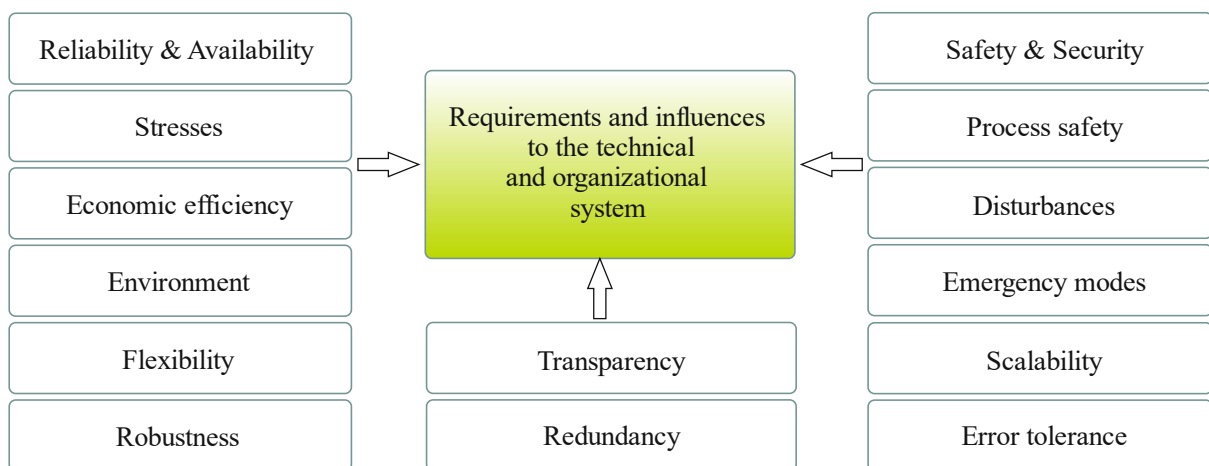 Reliability & Availability
Stresses
Economic efficiency
Environment
Flexibility
Robustness
Requirements and influences
to the technical
and organizational
system
Transparency
Redundancy
Safety & Security
Process safety
Disturbances
Emergency modes
Scalability
Error tolerance